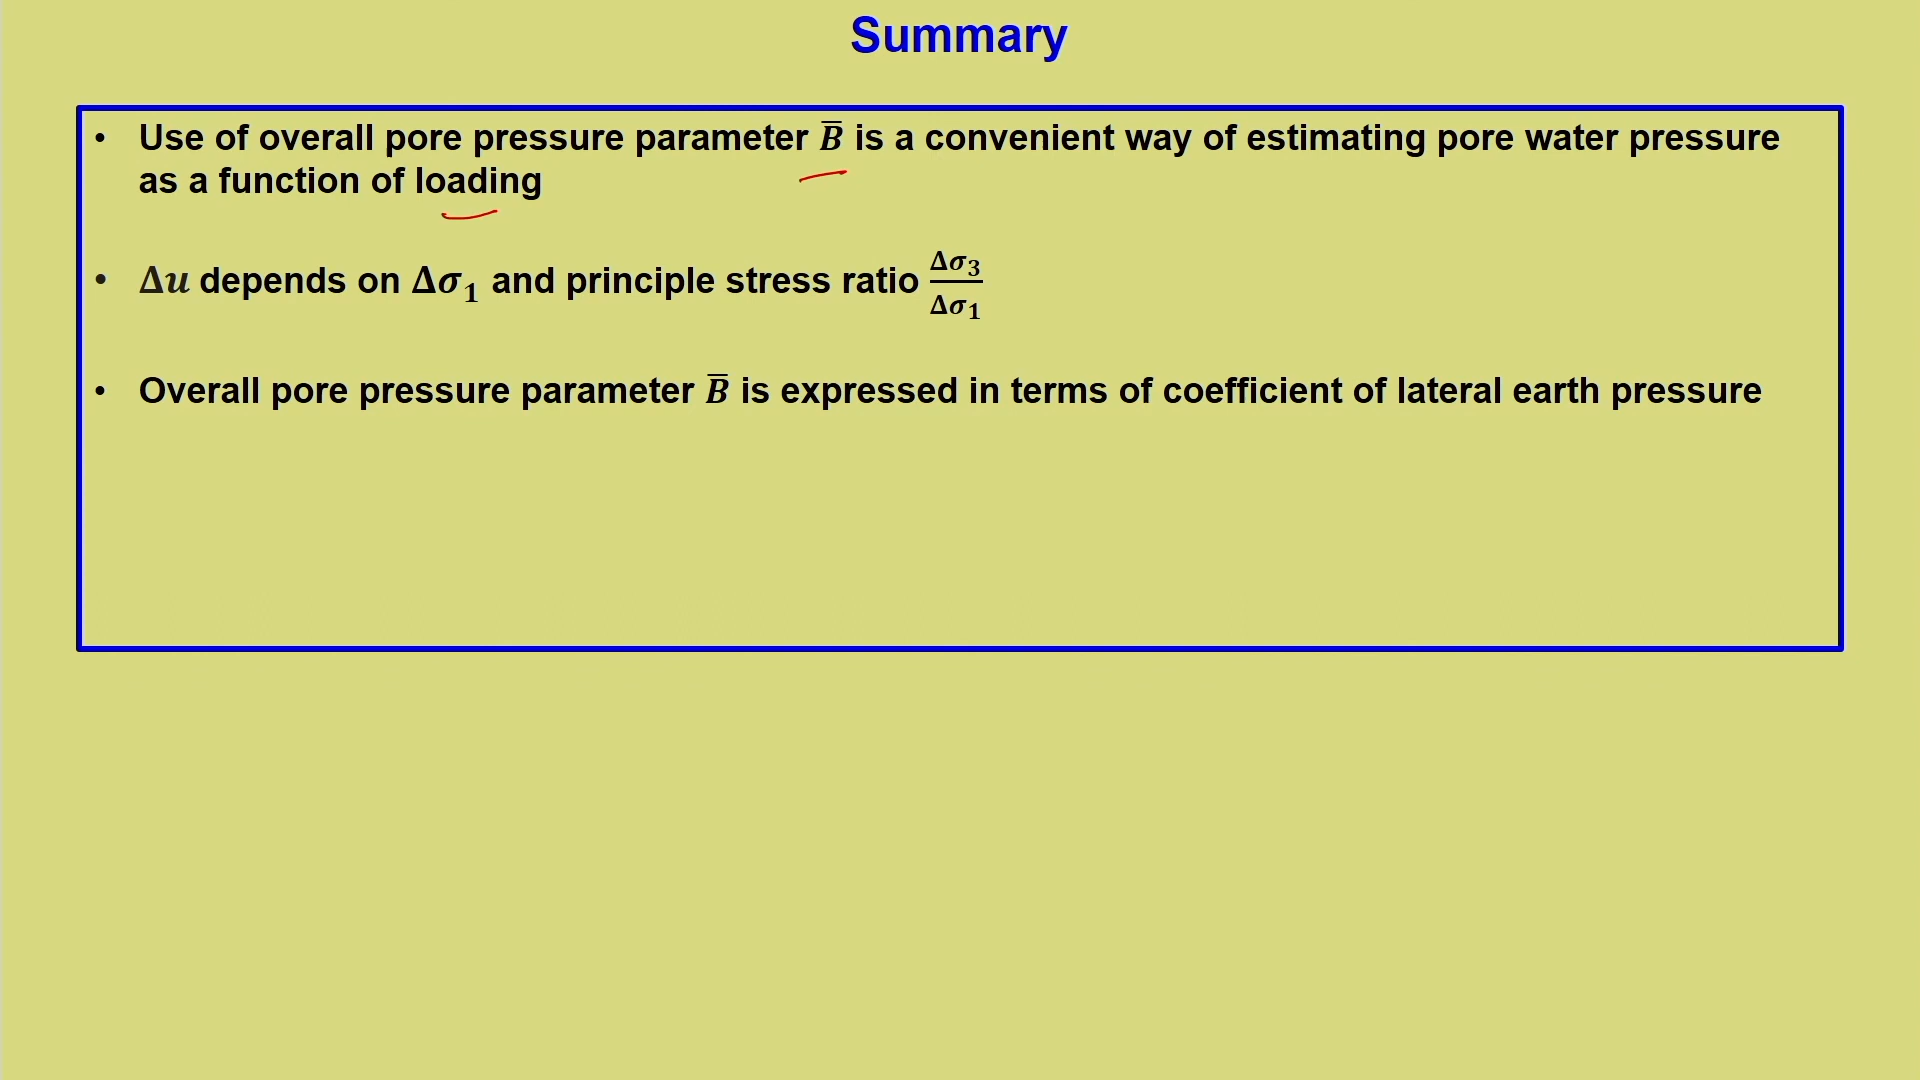 Summary
• Use of overall pore pressure parameter B̅ is a convenient way of estimating pore water pressure
as a function of loading
• Δu depends on Δσ₁ and principle stress ratio Δσ₃/Δσ₁
• Overall pore pressure parameter B̅ is expressed in terms of coefficient of lateral earth pressure